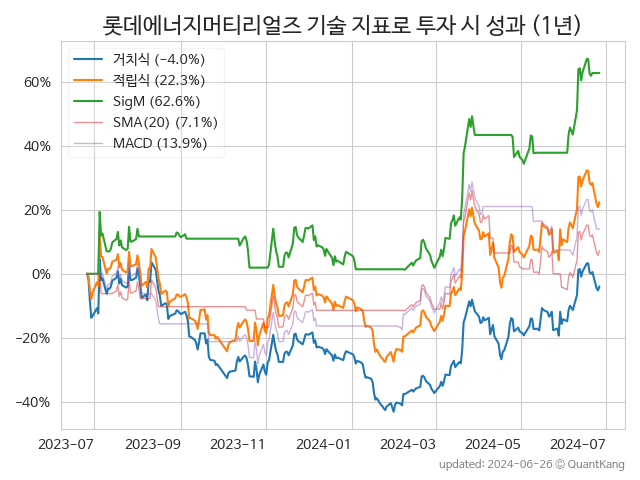 롯데에너지머티리얼즈 기술 지표로 투자 시 성과 (1년)
거치식 (−4.0%)
적립식 (22.3%)
SigM (62.6%)
SMA(20) (7.1%)
MACD (13.9%)
60%
40%
20%
0%
−20%
−40%
2023-07 2023-09 2023-11 2024-01 2024-03 2024-05 2024-07
updated: 2024-06-26 © QuantKang